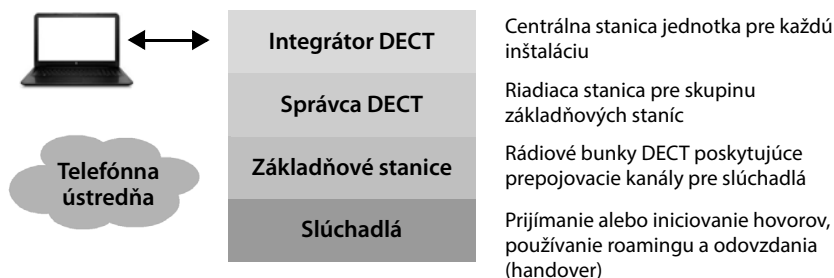 Integrátor DECT
Centrálna stanica jednotka pre každú
inštaláciu
Správca DECT
Riadiaca stanica pre skupinu
základňových staníc
Telefónna
ústredňa
Základňové stanice
Rádiové bunky DECT poskytujúce
prepojovacie kanály pre slúchadlá
Slúchadlá
Prijímanie alebo iniciovanie hovorov,
používanie roamingu a odovzdania
(handover)